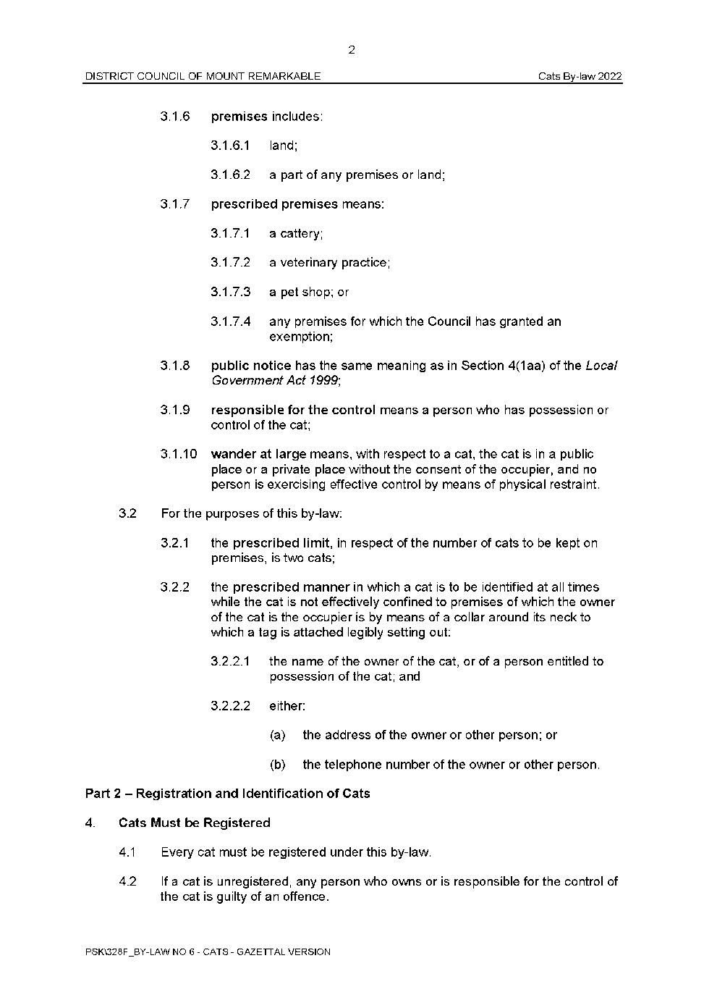 2
DISTRICT COUNCIL OF MOUNT REMARKABLE Cats By-law 2022
3.1.6 premises includes:
3.1.6.1 land;
3.1.6.2 a part of any premises or land;
3.1.7 prescribed premises means:
3.1.7.1 a cattery;
3.1.7.2 a veterinary practice;
3.1.7.3 a pet shop; or
3.1.7.4 any premises for which the Council has granted an
exemption;
3.1.8 public notice has the same meaning as in Section 4(1aa) of the Local
Government Act 1999;
3.1.9 responsible for the control means a person who has possession or
control of the cat;
3.1.10 wander at large means, with respect to a cat, the cat is in a public
place or a private place without the consent of the occupier, and no
person is exercising effective control by means of physical restraint.
3.2 For the purposes of this by-law:
3.2.1 the prescribed limit, in respect of the number of cats to be kept on
premises, is two cats;
3.2.2 the prescribed manner in which a cat is to be identified at all times
while the cat is not effectively confined to premises of which the owner
of the cat is the occupier is by means of a collar around its neck to
which a tag is attached legibly setting out:
3.2.2.1 the name of the owner of the cat, or of a person entitled to
possession of the cat; and
3.2.2.2 either:
(a) the address of the owner or other person; or
(b) the telephone number of the owner or other person.
Part 2 – Registration and Identification of Cats
4. Cats Must be Registered
4.1 Every cat must be registered under this by-law.
4.2 If a cat is unregistered, any person who owns or is responsible for the control of
the cat is guilty of an offence.
PSK\328F_BY-LAW NO 6 - CATS - GAZETTAL VERSION